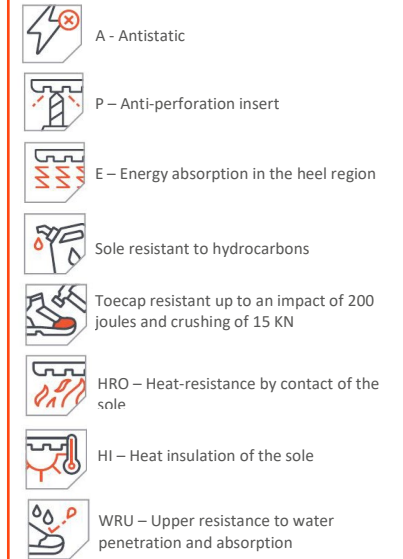 A - Antistatic
P – Anti-perforation insert
E – Energy absorption in the heel region
Sole resistant to hydrocarbons
Toecap resistant up to an impact of 200
joules and crushing of 15 KN
HRO – Heat-resistance by contact of the
sole
HI – Heat insulation of the sole
WRU – Upper resistance to water
penetration and absorption